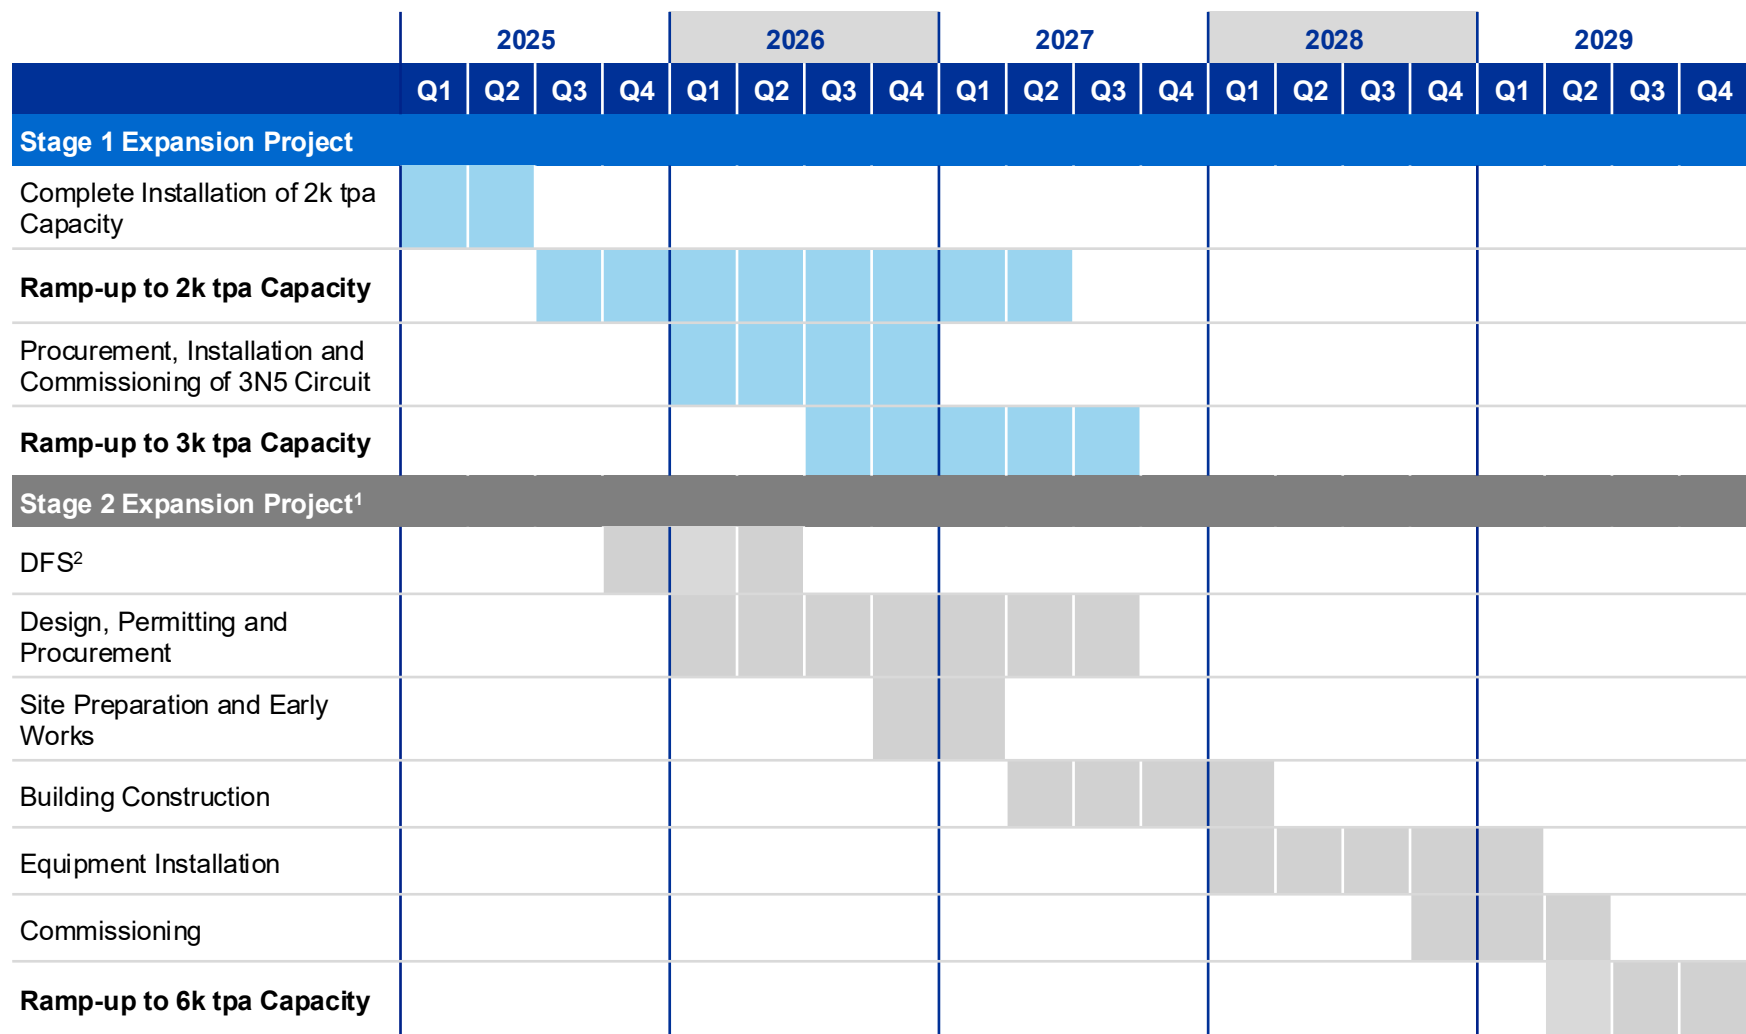 2025 2026 2027 2028 2029
Q1 Q2 Q3 Q4 Q1 Q2 Q3 Q4 Q1 Q2 Q3 Q4 Q1 Q2 Q3 Q4 Q1 Q2 Q3 Q4
Stage 1 Expansion Project
Complete Installation of 2k tpa
Capacity
Ramp-up to 2k tpa Capacity
Procurement, Installation and
Commissioning of 3N5 Circuit
Ramp-up to 3k tpa Capacity
Stage 2 Expansion Project¹
DFS²
Design, Permitting and
Procurement
Site Preparation and Early
Works
Building Construction
Equipment Installation
Commissioning
Ramp-up to 6k tpa Capacity